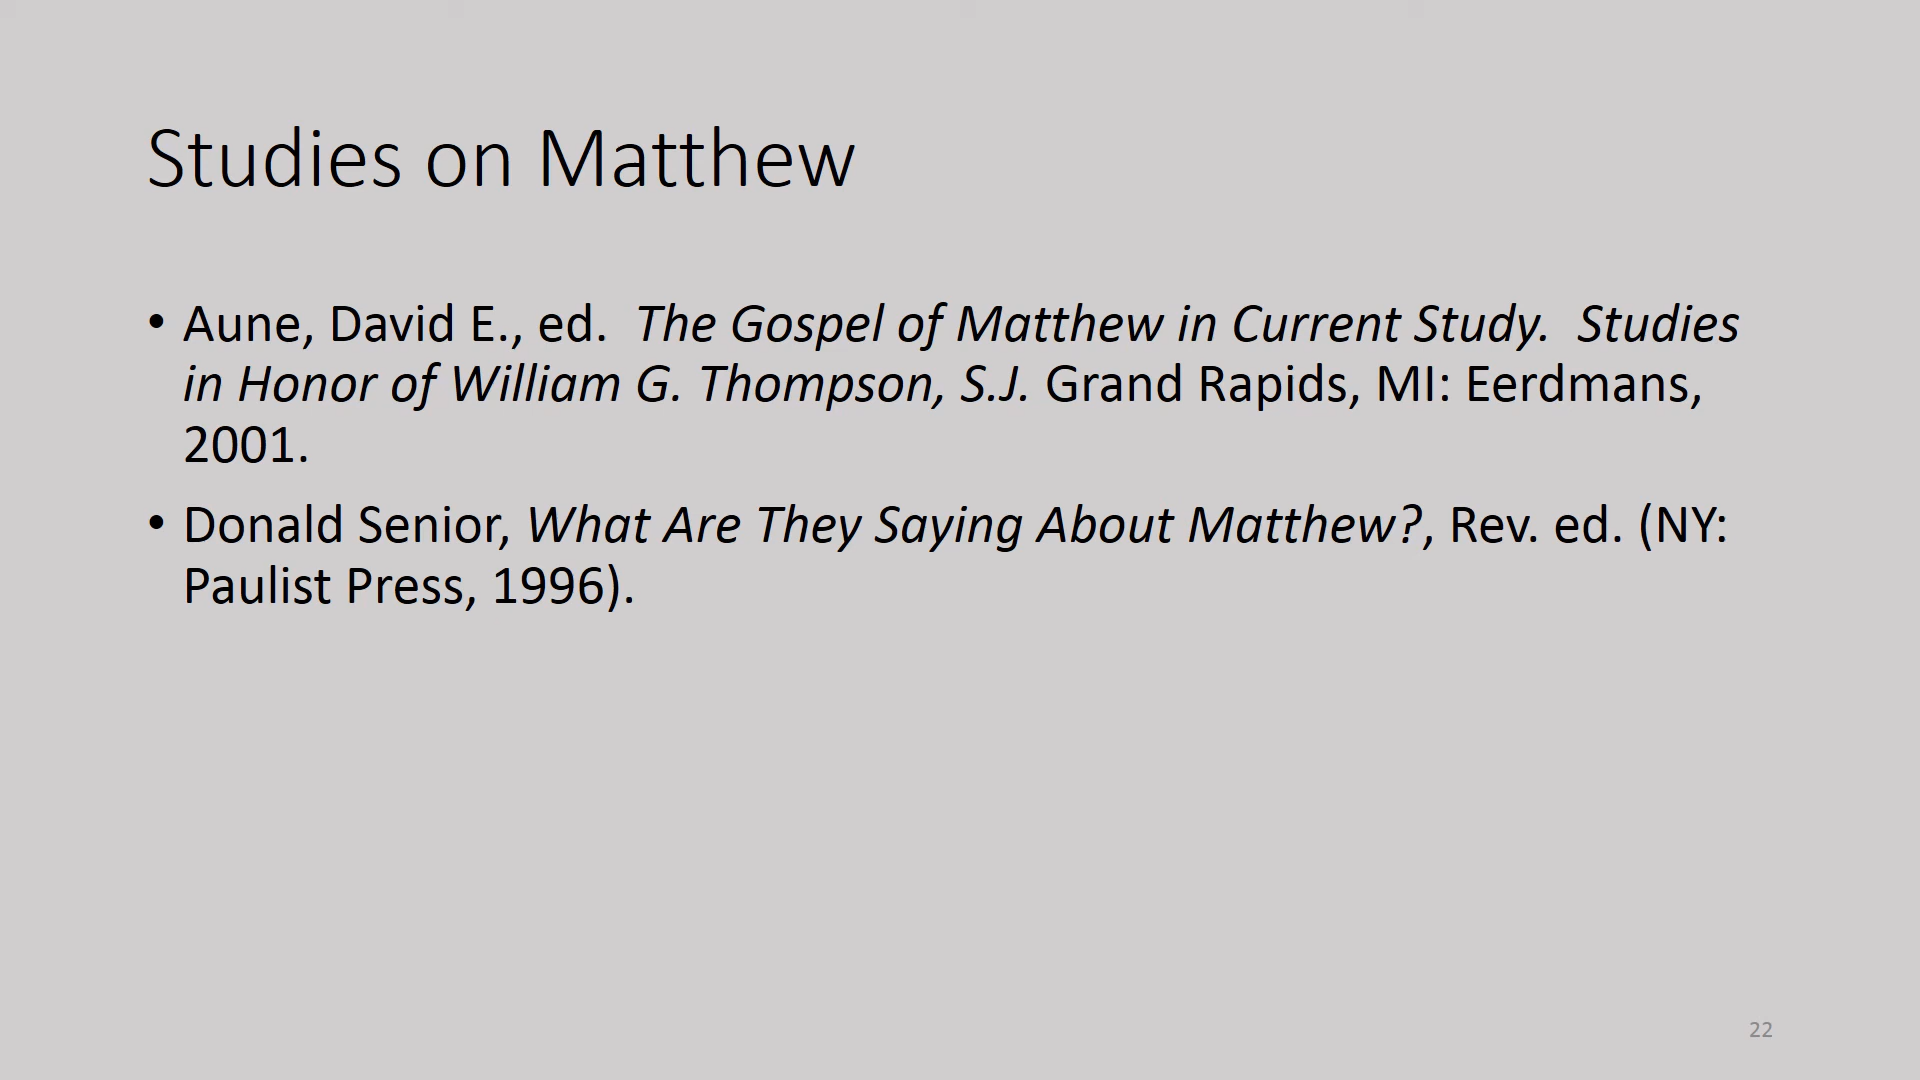 Studies on Matthew
• Aune, David E., ed.  The Gospel of Matthew in Current Study.  Studies
in Honor of William G. Thompson, S.J. Grand Rapids, MI: Eerdmans,
2001.
• Donald Senior, What Are They Saying About Matthew?, Rev. ed. (NY:
Paulist Press, 1996).
22